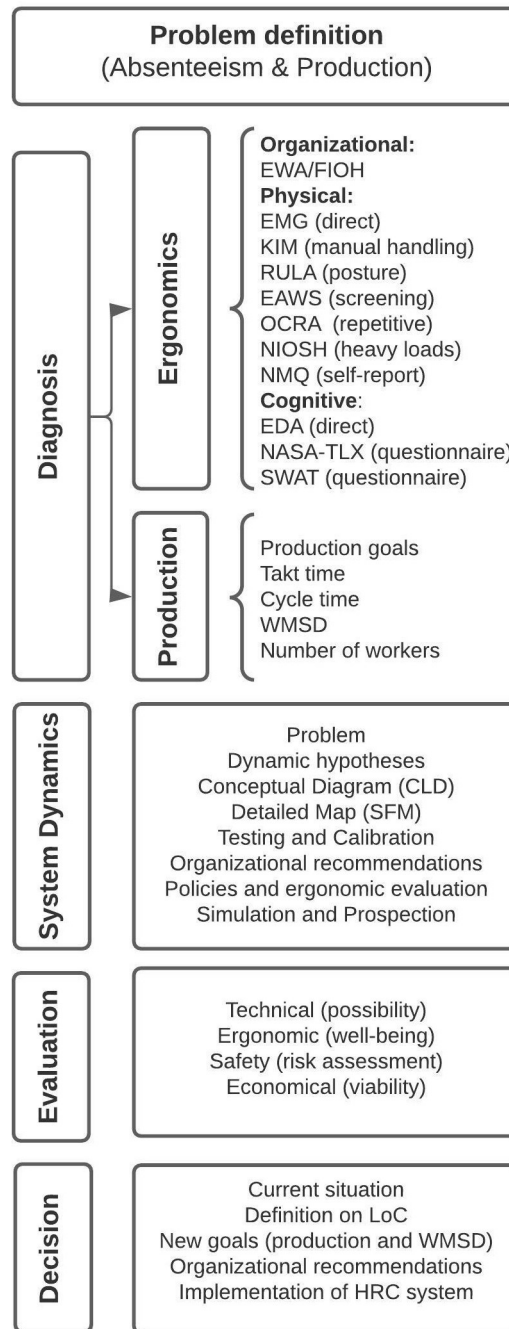 Problem definition
(Absenteeism & Production)
Diagnosis
Ergonomics
Organizational:
EWA/FIOH
Physical:
EMG (direct)
KIM (manual handling)
RULA (posture)
EAWS (screening)
OCRA (repetitive)
NIOSH (heavy loads)
NMQ (self-report)
Cognitive:
EDA (direct)
NASA-TLX (questionnaire)
SWAT (questionnaire)
Production
Production goals
Takt time
Cycle time
WMSD
Number of workers
System Dynamics
Problem
Dynamic hypotheses
Conceptual Diagram (CLD)
Detailed Map (SFM)
Testing and Calibration
Organizational recommendations
Policies and ergonomic evaluation
Simulation and Prospection
Evaluation
Technical (possibility)
Ergonomic (well-being)
Safety (risk assessment)
Economical (viability)
Decision
Current situation
Definition on LoC
New goals (production and WMSD)
Organizational recommendations
Implementation of HRC system